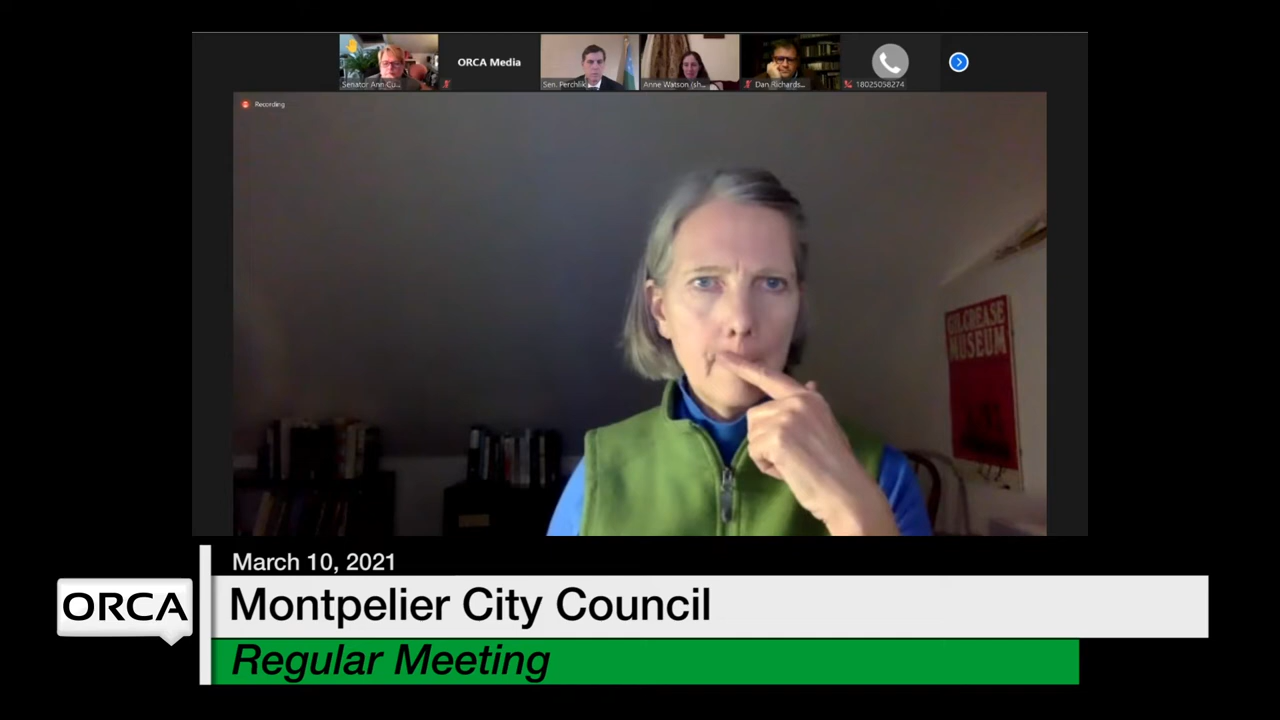 ORCA Media
Senator Ann Cu...
Sen. Perchlik
Anne Watson (sh...
Dan Richards...
18025058274
Recording
GILCREASE
MUSEUM
March 10, 2021
ORCA
Montpelier City Council
Regular Meeting